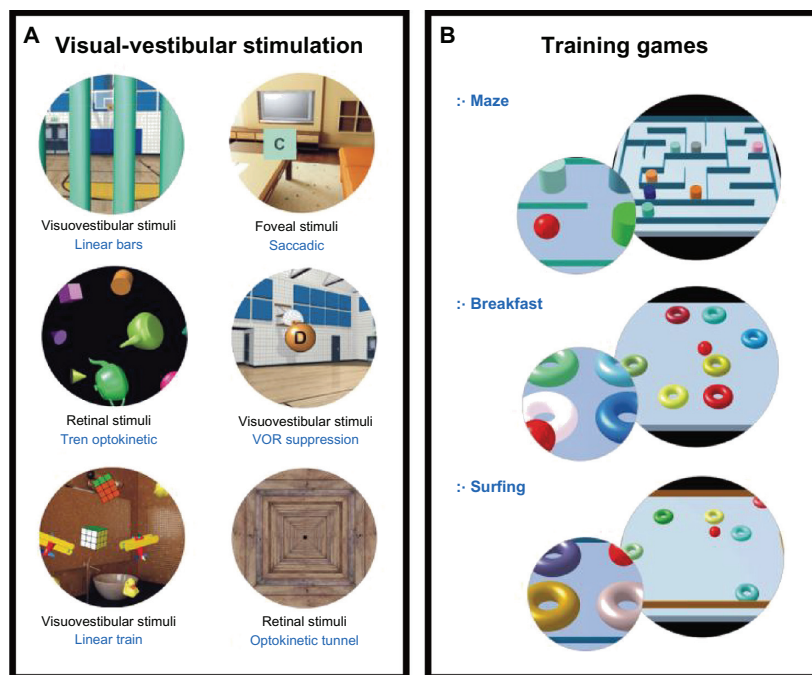 A
Visual-vestibular stimulation
C
Visuovestibular stimuli
Linear bars
Foveal stimuli
Saccadic
D
Retinal stimuli
Tren optokinetic
Visuovestibular stimuli
VOR suppression
Visuovestibular stimuli
Linear train
Retinal stimuli
Optokinetic tunnel
B
Training games
:· Maze
:· Breakfast
:· Surfing